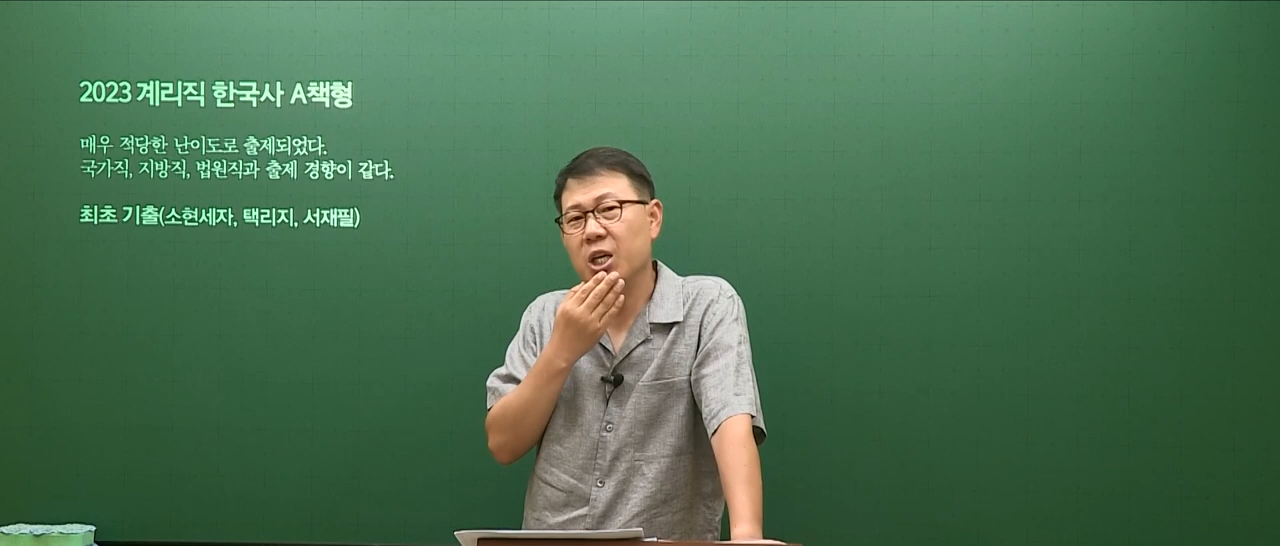 2023 계리직 한국사 A책형
매우 적당한 난이도로 출제되었다.
국가직, 지방직, 법원직과 출제 경향이 같다.
최초 기출(소현세자, 택리지, 서재필)